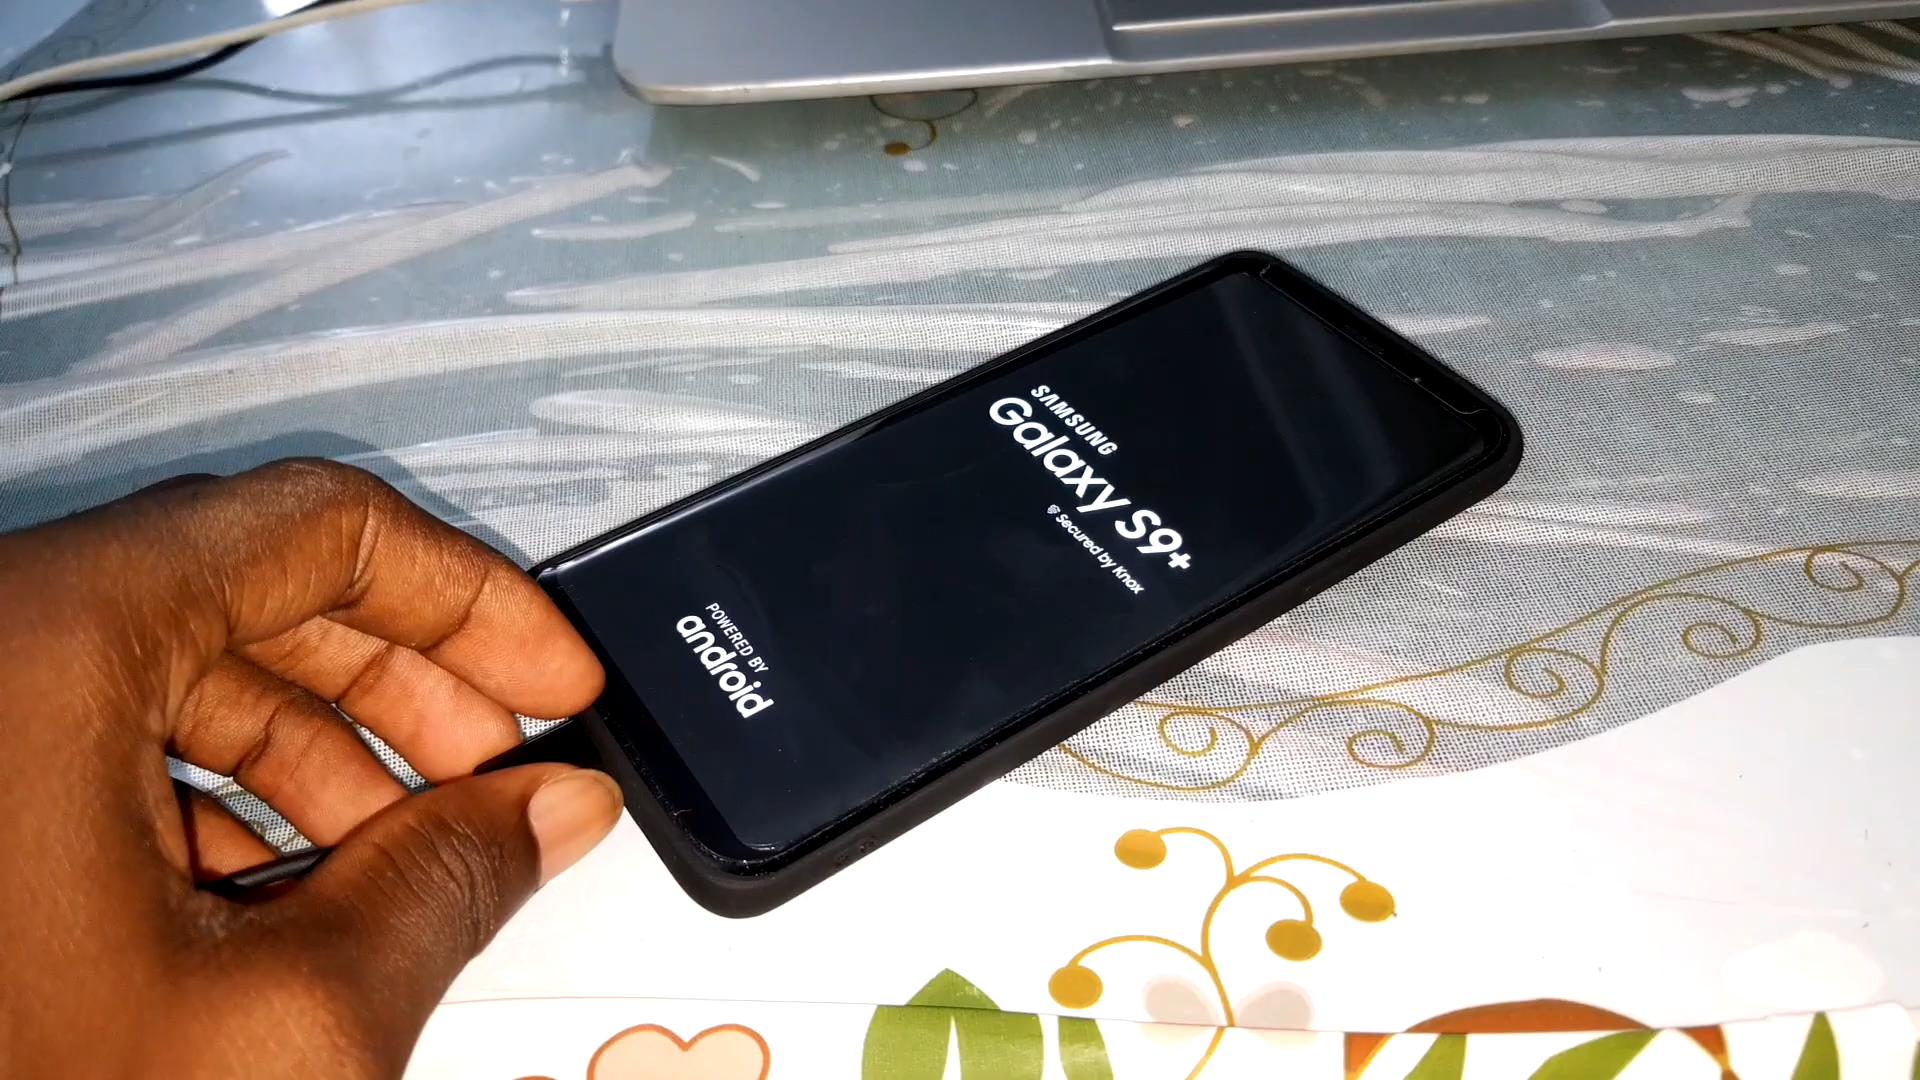 SAMSUNG
Galaxy S9+
Secured by Knox
POWERED BY
android